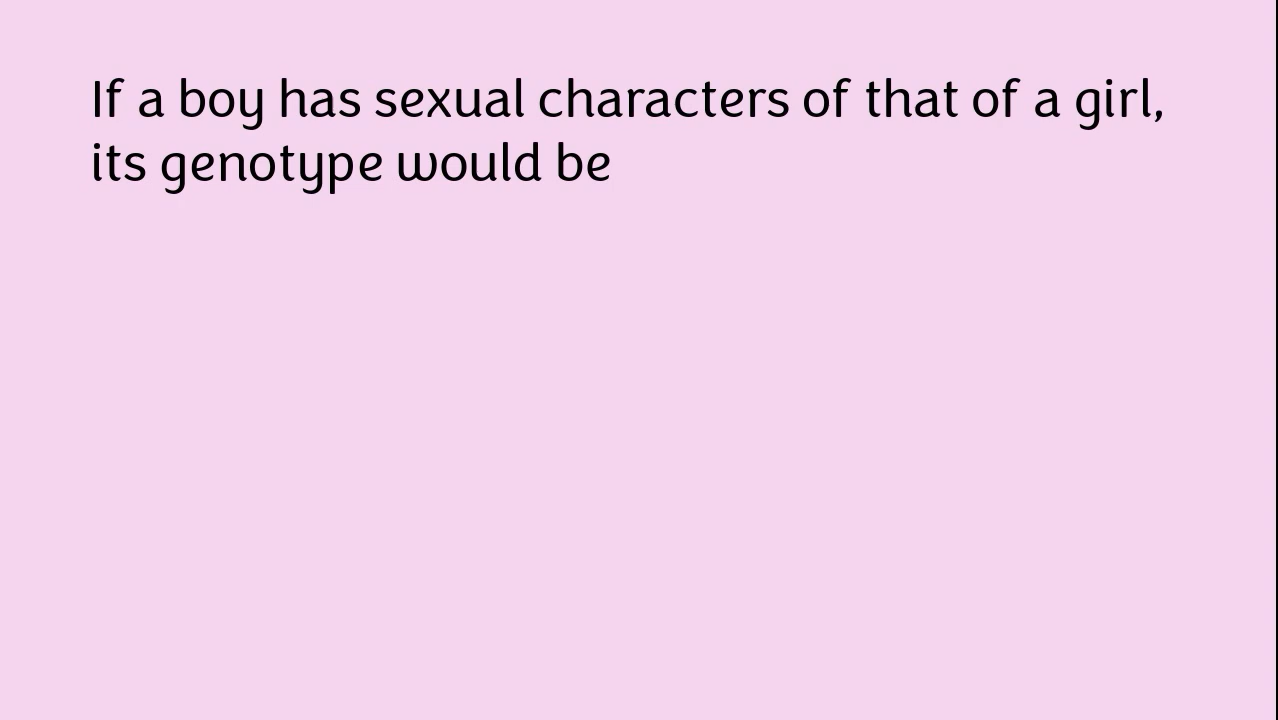 If a boy has sexual characters of that of a girl,
its genotype would be